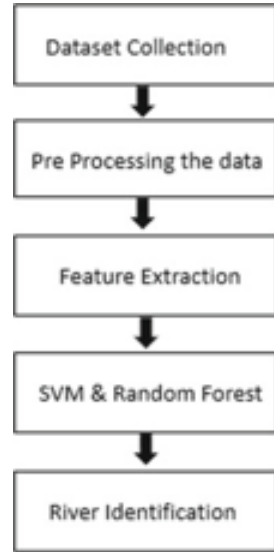 Dataset Collection
Pre Processing the data
Feature Extraction
SVM & Random Forest
River Identification